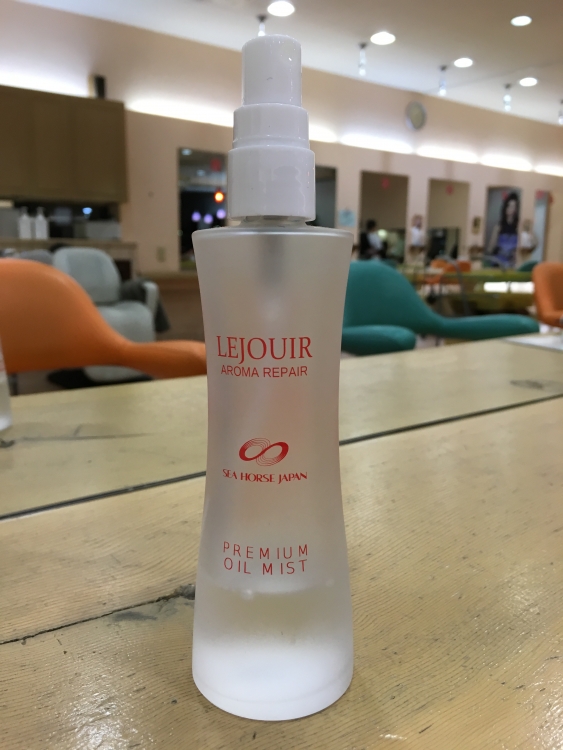 LEJOUIR
AROMA REPAIR
SEA HORSE JAPAN
PREMIUM
OIL MIST